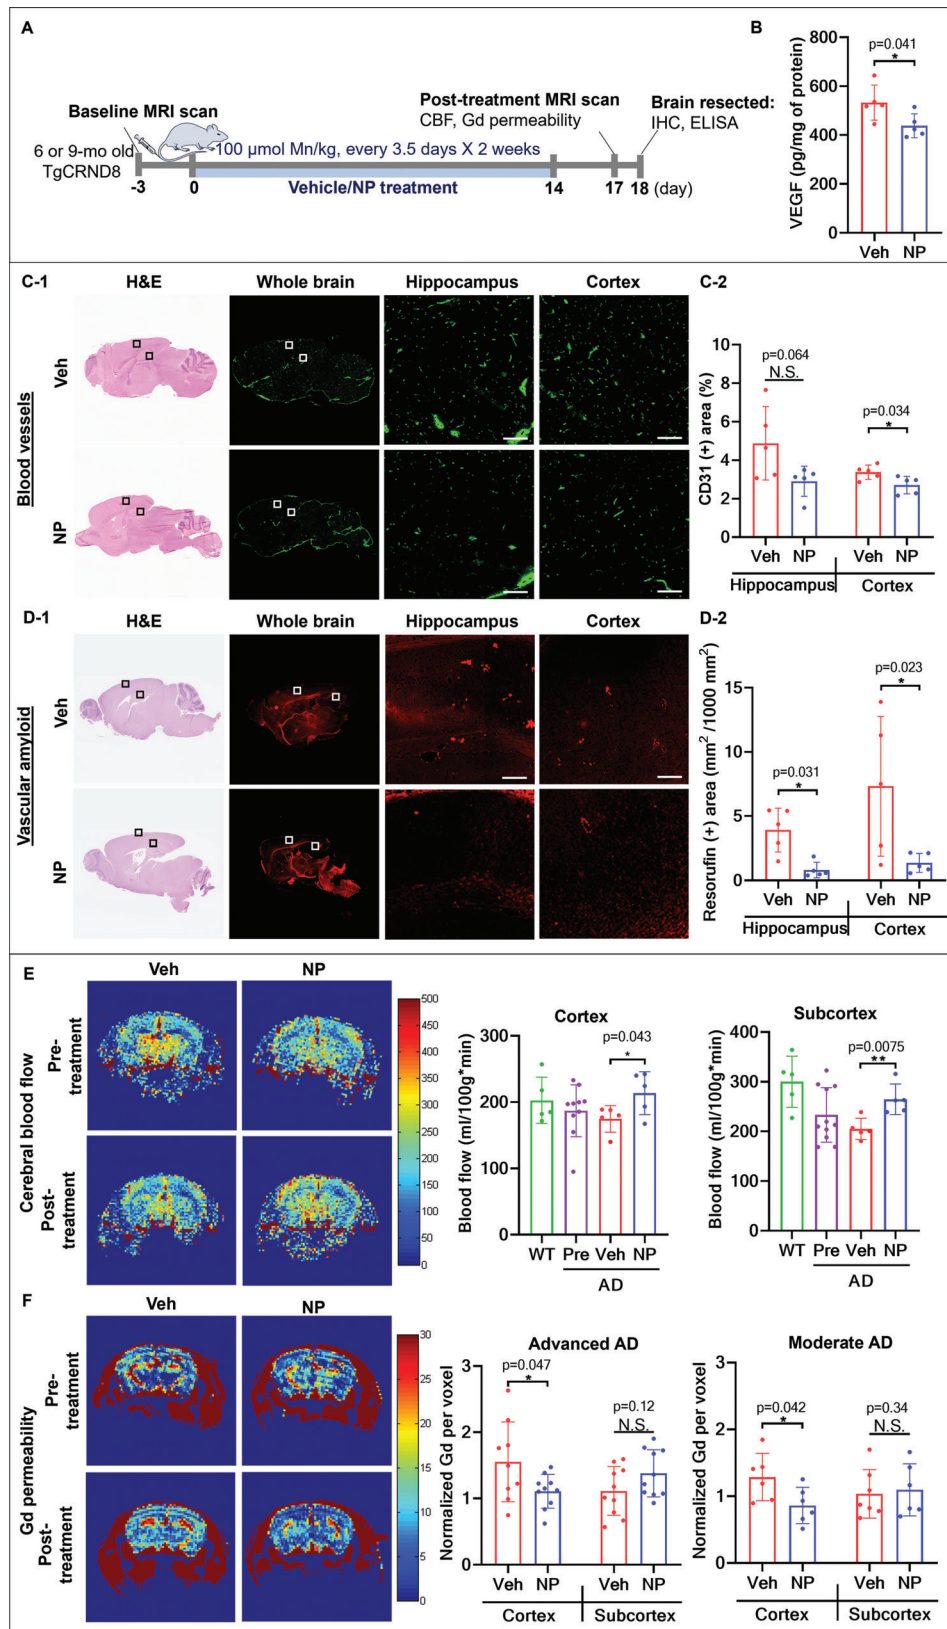 A
Baseline MRI scan
6 or 9-mo old
TgCRND8
100 μmol Mn/kg, every 3.5 days X 2 weeks
Vehicle/NP treatment
Post-treatment MRI scan
CBF, Gd permeability
Brain resected:
IHC, ELISA
-3 0 14 17 18 (day)
B
VEGF (pg/mg of protein)
800
600
400
200
0
p=0.041
*
Veh NP
C-1
H&E Whole brain Hippocampus Cortex
Blood vessels
Veh
NP
C-2
CD31 (+) area (%)
10
8
6
4
2
0
p=0.064
N.S.
p=0.034
*
Veh NP Veh NP
Hippocampus Cortex
D-1
H&E Whole brain Hippocampus Cortex
Vascular amyloid
Veh
NP
D-2
Resorufin (+) area (mm² /1000 mm²)
15
10
5
0
p=0.031
*
p=0.023
*
Veh NP Veh NP
Hippocampus Cortex
E
Veh NP
Cerebral blood flow
Pre-
treatment
Post-
treatment
500
450
400
350
300
250
200
150
100
50
0
Cortex
Blood flow (ml/100g*min)
300
200
100
0
p=0.043
*
WT Pre Veh NP
AD
Subcortex
Blood flow (ml/100g*min)
400
300
200
100
0
p=0.0075
**
WT Pre Veh NP
AD
F
Veh NP
Gd permeability
Pre-
treatment
Post-
treatment
30
25
20
15
10
5
0
Advanced AD
Normalized Gd per voxel
3
2
1
0
p=0.047
*
p=0.12
N.S.
Veh NP Veh NP
Cortex Subcortex
Moderate AD
Normalized Gd per voxel
3
2
1
0
p=0.042
*
p=0.34
N.S.
Veh NP Veh NP
Cortex Subcortex